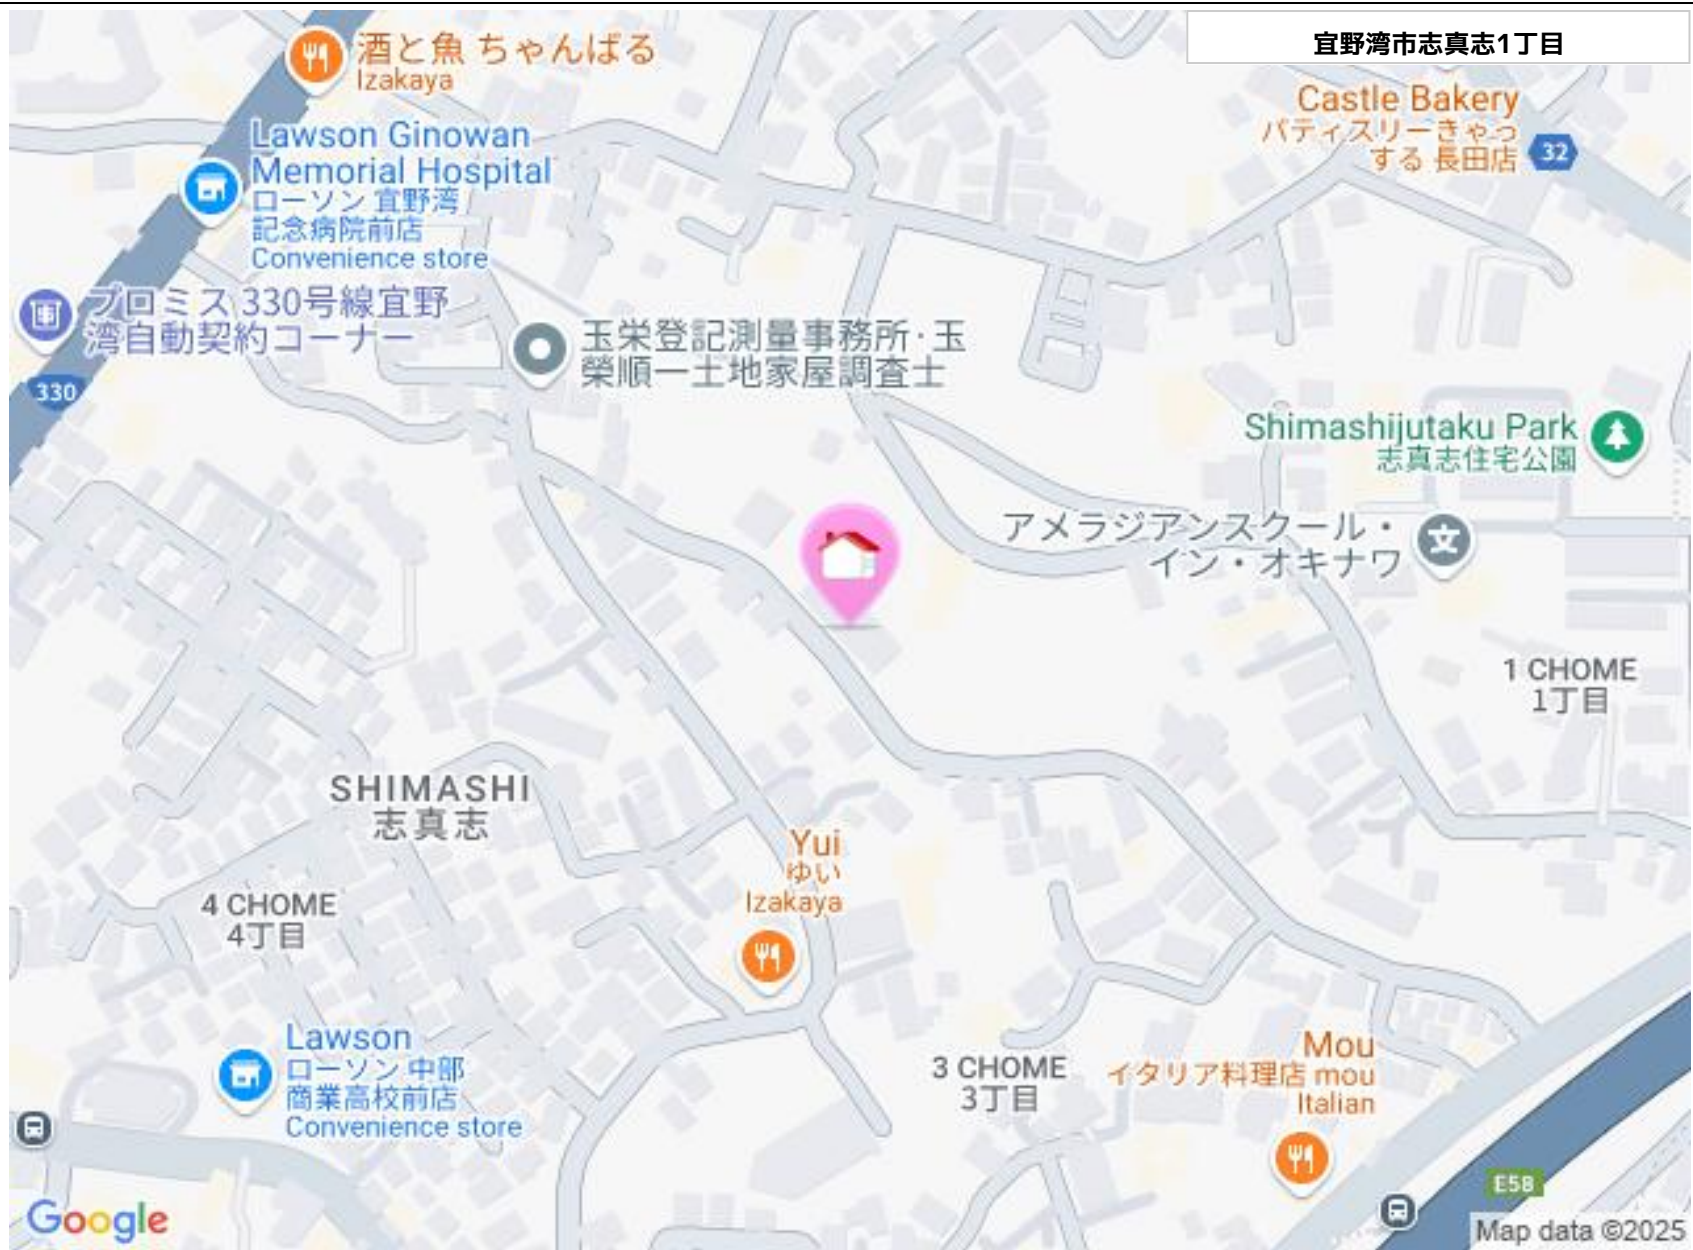 宜野湾市志真志1丁目
酒と魚 ちゃんばる
Izakaya
Castle Bakery
パティスリーきゃっ
する 長田店
32
Lawson Ginowan
Memorial Hospital
ローソン 宜野湾
記念病院前店
Convenience store
プロミス 330号線宜野
湾自動契約コーナー
330
玉栄登記測量事務所·玉
榮順一土地家屋調査士
Shimashijutaku Park
志真志住宅公園
アメラジアンスクール・
イン・オキナワ
文
1 CHOME
1丁目
SHIMASHI
志真志
Yui
ゆい
Izakaya
4 CHOME
4丁目
Lawson
ローソン 中部
商業高校前店
Convenience store
3 CHOME
3丁目
Mou
イタリア料理店 mou
Italian
E58
Google
Map data ©2025